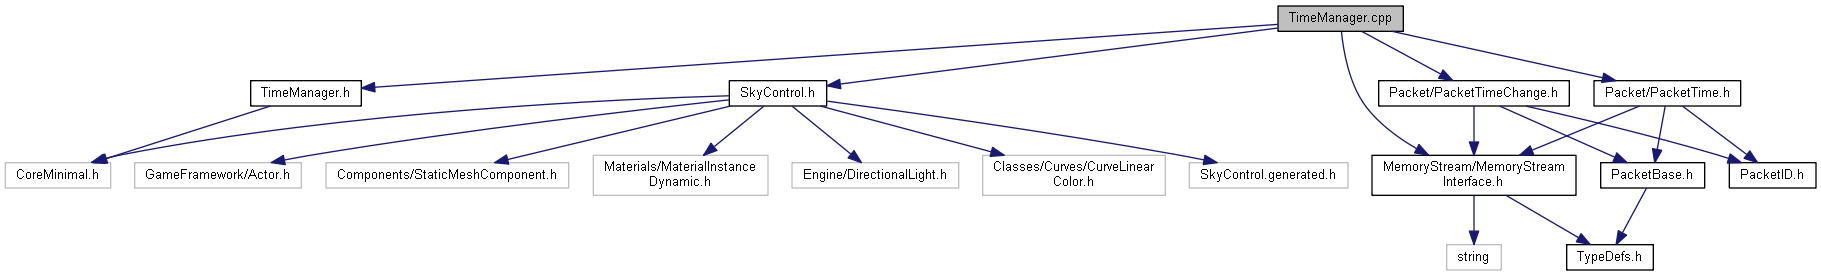 TimeManager.cpp
TimeManager.h
SkyControl.h
Packet/PacketTimeChange.h
Packet/PacketTime.h
CoreMinimal.h
GameFramework/Actor.h
Components/StaticMeshComponent.h
Materials/MaterialInstance
Dynamic.h
Engine/DirectionalLight.h
Classes/Curves/CurveLinear
Color.h
SkyControl.generated.h
MemoryStream/MemoryStream
Interface.h
PacketBase.h
PacketID.h
string
TypeDefs.h